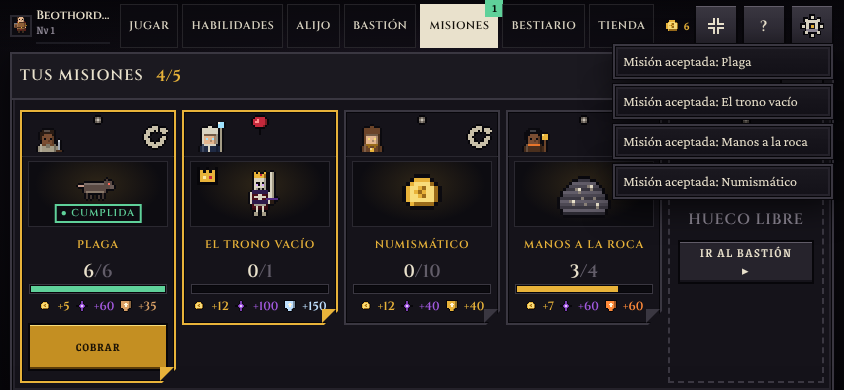 BEOTHORD...
Nv 1
JUGAR
HABILIDADES
ALIJO
BASTIÓN
MISIONES
1
BESTIARIO
TIENDA
6
?
Misión aceptada: Plaga
Misión aceptada: El trono vacío
Misión aceptada: Manos a la roca
Misión aceptada: Numismático
TUS MISIONES 4/5
CUMPLIDA
PLAGA
6/6
+5 +60 +35
COBRAR
EL TRONO VACÍO
0/1
+12 +100 +150
NUMISMÁTICO
0/10
+12 +40 +40
MANOS A LA ROCA
3/4
+7 +60 +60
HUECO LIBRE
IR AL BASTIÓN
►